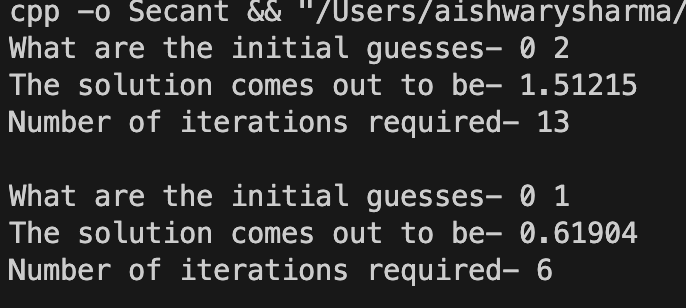 cpp -o Secant && "/Users/aishwarysharma/
What are the initial guesses– 0 2
The solution comes out to be– 1.51215
Number of iterations required– 13
What are the initial guesses– 0 1
The solution comes out to be– 0.61904
Number of iterations required– 6